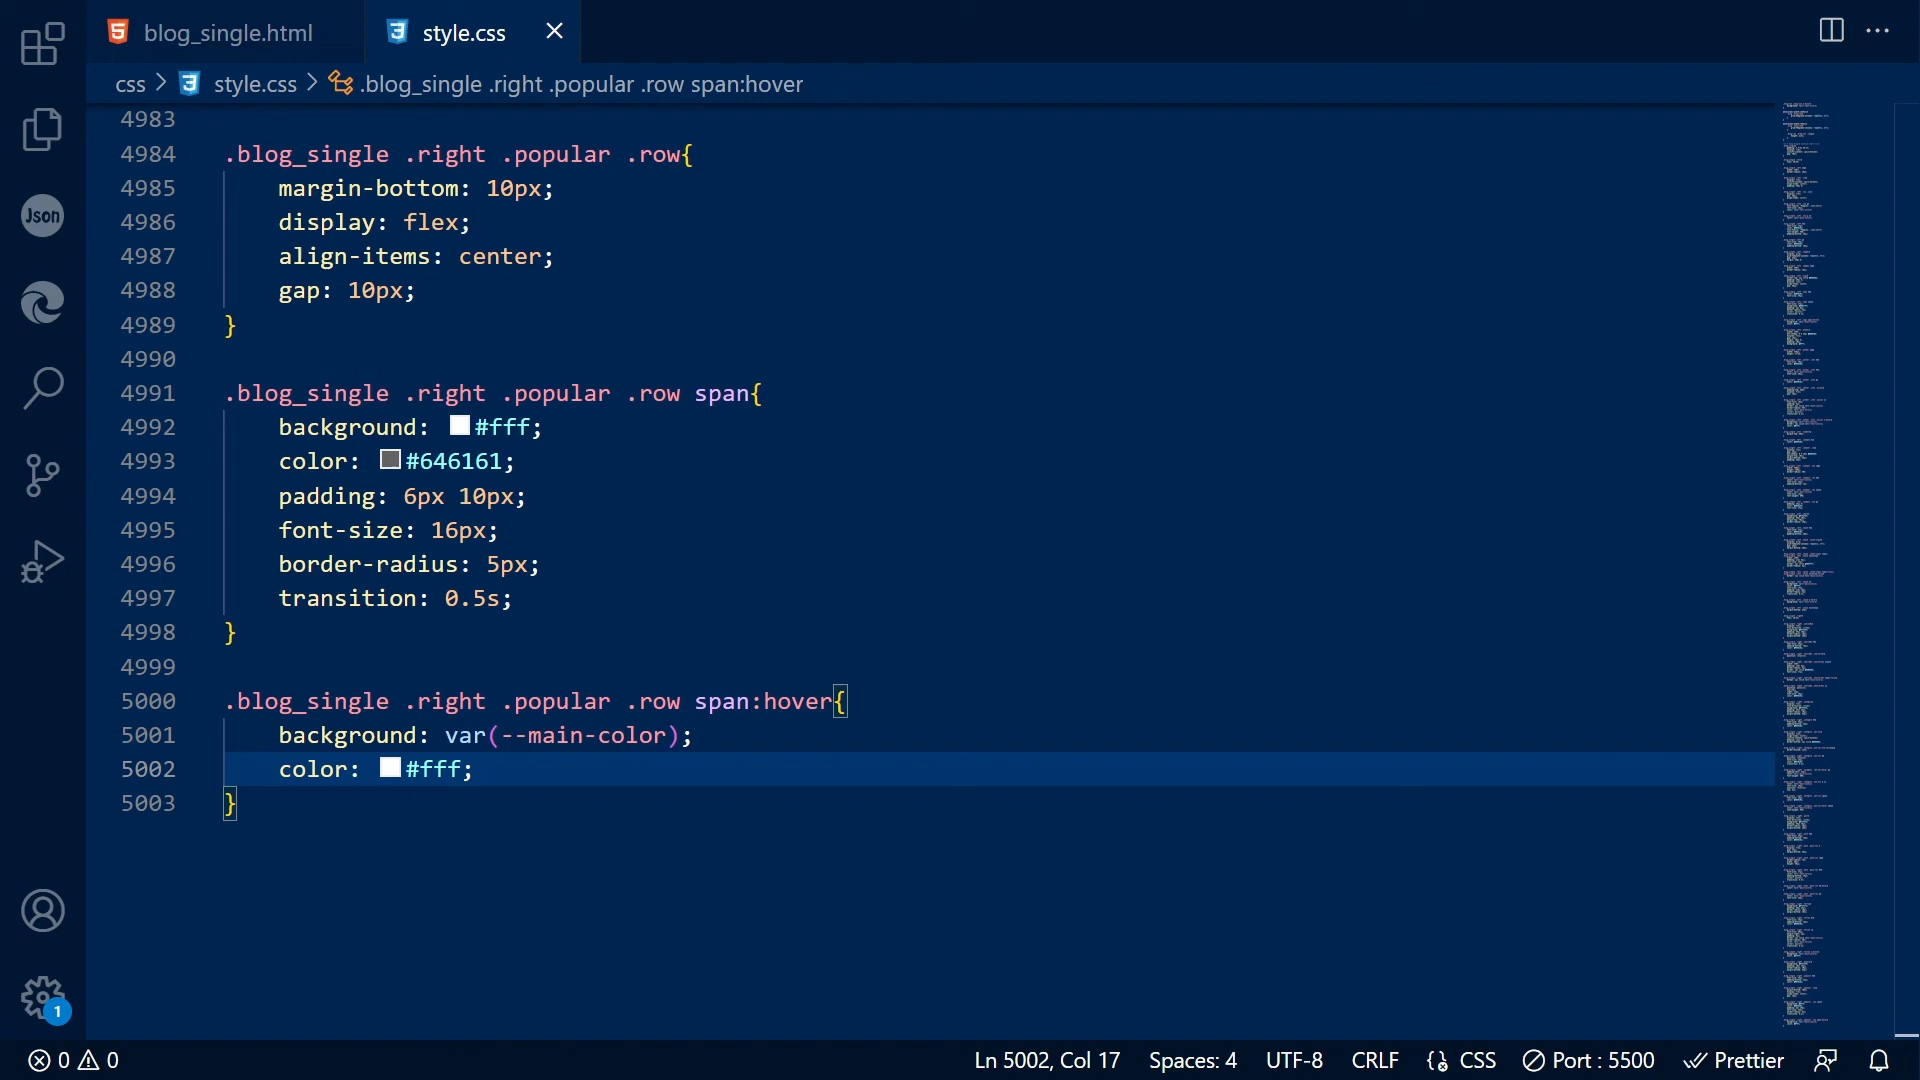 blog_single.html
style.css
css > style.css > .blog_single .right .popular .row span:hover
4983
4984 .blog_single .right .popular .row{
4985 margin-bottom: 10px;
4986 display: flex;
4987 align-items: center;
4988 gap: 10px;
4989 }
4990
4991 .blog_single .right .popular .row span{
4992 background: #fff;
4993 color: #646161;
4994 padding: 6px 10px;
4995 font-size: 16px;
4996 border-radius: 5px;
4997 transition: 0.5s;
4998 }
4999
5000 .blog_single .right .popular .row span:hover{
5001 background: var(--main-color);
5002 color: #fff;
5003 }
Json
1
0 0 Ln 5002, Col 17 Spaces: 4 UTF-8 CRLF CSS Port : 5500 Prettier